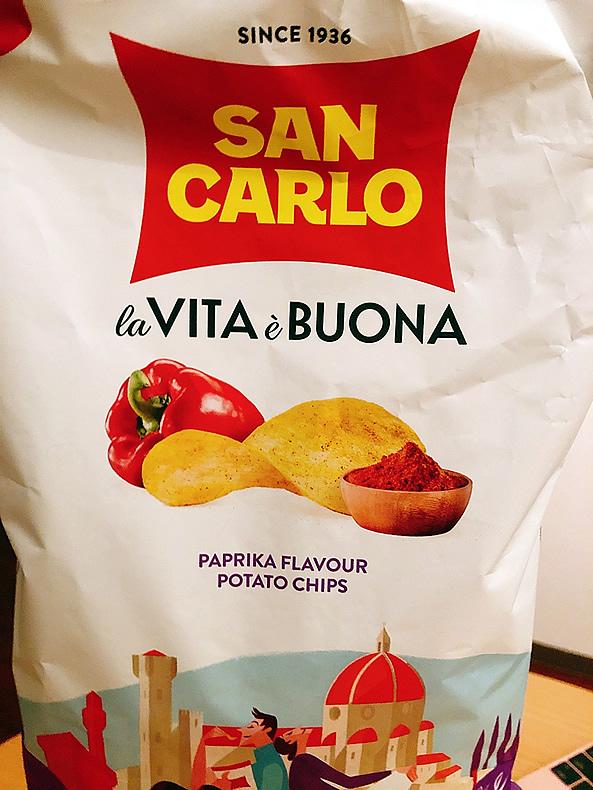 SINCE 1936
SAN
CARLO
la VITA è BUONA
PAPRIKA FLAVOUR
POTATO CHIPS